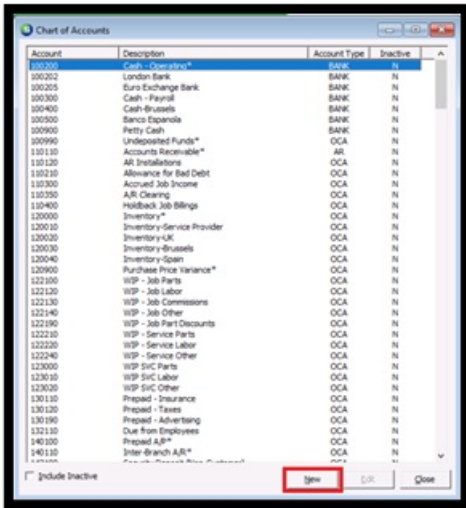 Chart of Accounts
Account Description Account Type Inactive
100200 Cash - Operating* BANK N
100202 London Bank BANK N
100205 Euro Exchange Bank BANK N
100300 Cash - Payroll BANK N
100400 Cash-Brussels BANK N
100500 Banco Espanola BANK N
100900 Petty Cash BANK N
100990 Undeposited Funds* OCA N
110110 Accounts Receivable* AR N
110120 AR Installations OCA N
110210 Allowance for Bad Debt OCA N
110300 Accrued Job Income OCA N
110350 A/R Clearing OCA N
110400 Holdback Job Billings OCA N
120000 Inventory* OCA N
120010 Inventory-Service Provider OCA N
120020 Inventory-UK OCA N
120030 Inventory-Brussels OCA N
120040 Inventory-Spain OCA N
120900 Purchase Price Variance* OCA N
122100 WIP - Job Parts OCA N
122120 WIP - Job Labor OCA N
122130 WIP - Job Commissions OCA N
122140 WIP - Job Other OCA N
122190 WIP - Job Part Discounts OCA N
122210 WIP - Service Parts OCA N
122220 WIP - Service Labor OCA N
122240 WIP - Service Other OCA N
123000 WIP SVC Parts OCA N
123010 WIP SVC Labor OCA N
123020 WIP SVC Other OCA N
130110 Prepaid - Insurance OCA N
130120 Prepaid - Taxes OCA N
130190 Prepaid - Advertising OCA N
132110 Due from Employees OCA N
140100 Prepaid A/P* OCA N
140110 Inter-Branch A/R* OCA N
Include Inactive New Edit Close